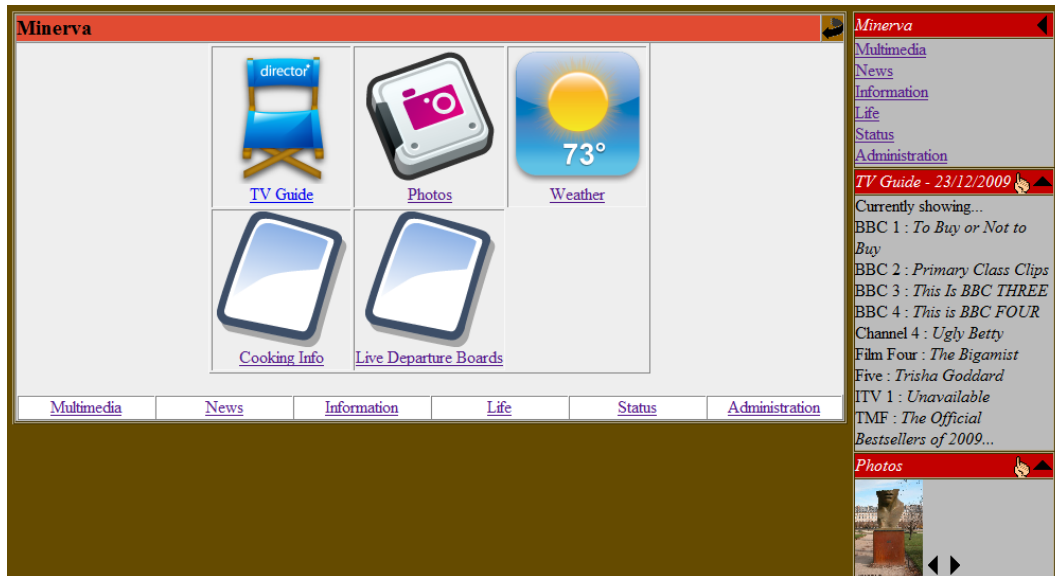 Minerva
director
73°
TV Guide
Photos
Weather
Cooking Info
Live Departure Boards
Multimedia
News
Information
Life
Status
Administration
Minerva
Multimedia
News
Information
Life
Status
Administration
TV Guide - 23/12/2009
Currently showing...
BBC 1 : To Buy or Not to
Buy
BBC 2 : Primary Class Clips
BBC 3 : This Is BBC THREE
BBC 4 : This is BBC FOUR
Channel 4 : Ugly Betty
Film Four : The Bigamist
Five : Trisha Goddard
ITV 1 : Unavailable
TMF : The Official
Bestsellers of 2009...
Photos